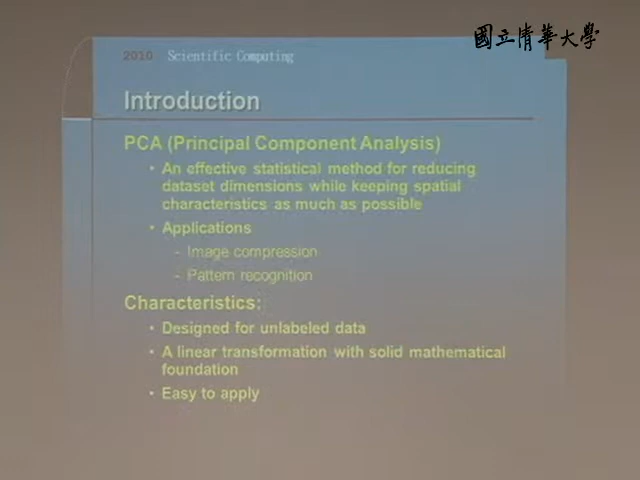 國立清華大學
2010 Scientific Computing
Introduction
PCA (Principal Component Analysis)
• An effective statistical method for reducing
dataset dimensions while keeping spatial
characteristics as much as possible
• Applications
– Image compression
– Pattern recognition
Characteristics:
• Designed for unlabeled data
• A linear transformation with solid mathematical
foundation
• Easy to apply